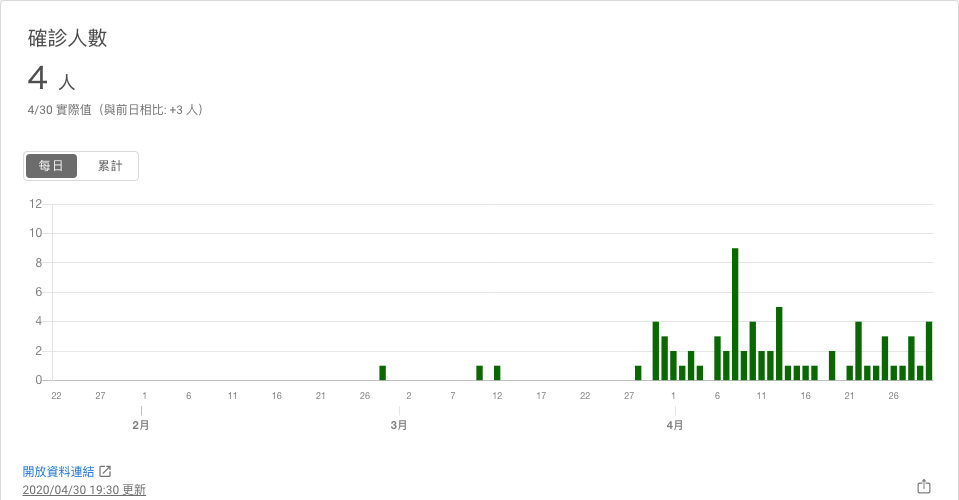 確診人數
4 人
4/30 實際值（與前日相比: +3 人）
每日 累計
12
10
8
6
4
2
0
22 27 1 6 11 16 21 26 2 7 12 17 22 27 1 6 11 16 21 26
2月 3月 4月
開放資料連結
2020/04/30 19:30 更新